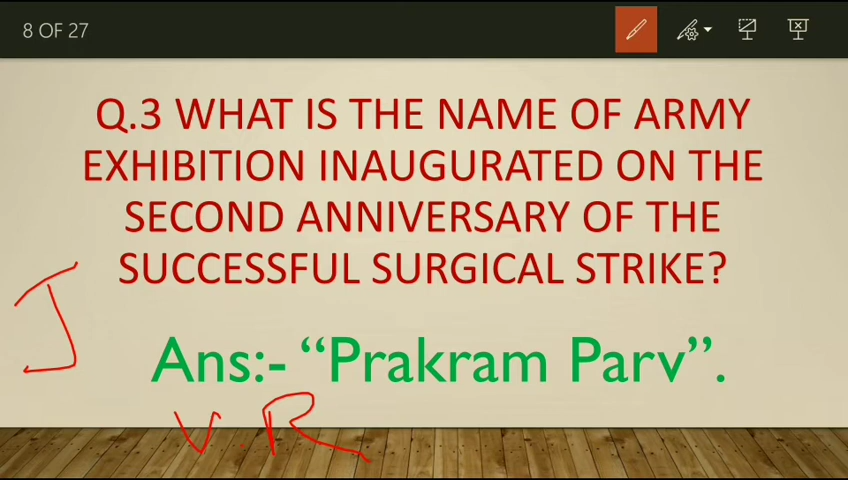 8 OF 27
Q.3 WHAT IS THE NAME OF ARMY
EXHIBITION INAUGURATED ON THE
SECOND ANNIVERSARY OF THE
SUCCESSFUL SURGICAL STRIKE?
J
Ans:- “Prakram Parv”.
V.R